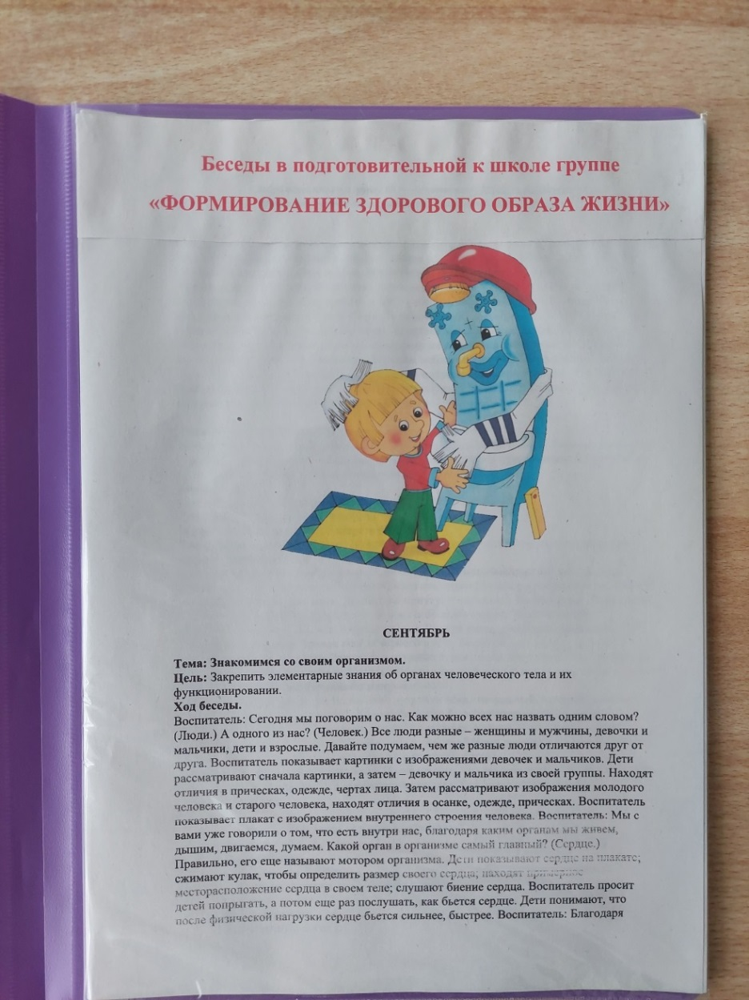 Беседы в подготовительной к школе группе
«ФОРМИРОВАНИЕ ЗДОРОВОГО ОБРАЗА ЖИЗНИ»
СЕНТЯБРЬ
Тема: Знакомимся со своим организмом.
Цель: Закрепить элементарные знания об органах человеческого тела и их
функционировании.
Ход беседы.
Воспитатель: Сегодня мы поговорим о нас. Как можно всех нас назвать одним словом?
(Люди.) А одного из нас? (Человек.) Все люди разные – женщины и мужчины, девочки и
мальчики, дети и взрослые. Давайте подумаем, чем же разные люди отличаются друг от
друга. Воспитатель показывает картинки с изображениями девочек и мальчиков. Дети
рассматривают сначала картинки, а затем – девочку и мальчика из своей группы. Находят
отличия в прическах, одежде, чертах лица. Затем рассматривают изображения молодого
человека и старого человека, находят отличия в осанке, одежде, прическах. Воспитатель
показывает плакат с изображением внутреннего строения человека. Воспитатель: Мы с
вами уже говорили о том, что есть внутри нас, благодаря каким органам мы живем,
дышим, двигаемся, думаем. Какой орган в организме самый главный? (Сердце.)
Правильно, его еще называют мотором организма. Дети показывают сердце на плакате;
сжимают кулак, чтобы определить размер своего сердца; находят примерное
месторасположение сердца в своем теле; слушают биение сердца. Воспитатель просит
детей попрыгать, а потом еще раз послушать, как бьется сердце. Дети понимают, что
после физической нагрузки сердце бьется сильнее, быстрее. Воспитатель: Благодаря